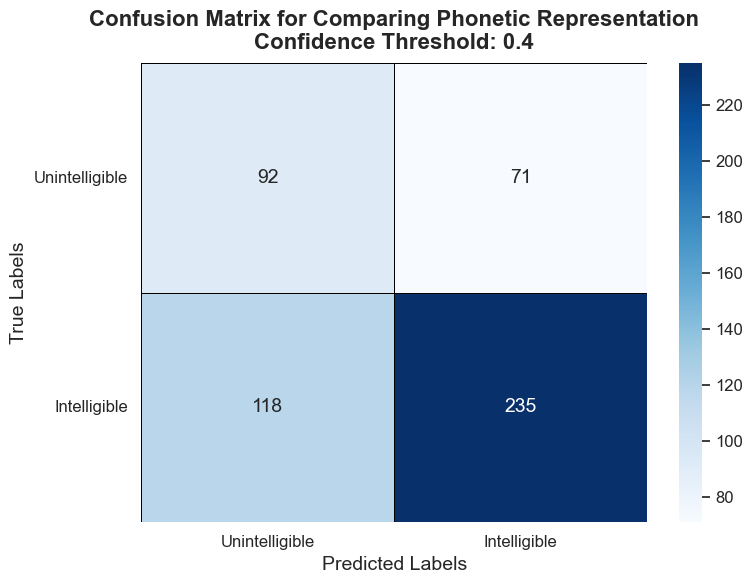 Confusion Matrix for Comparing Phonetic Representation
Confidence Threshold: 0.4
True Labels
Unintelligible
92
71
Intelligible
118
235
Unintelligible
Intelligible
Predicted Labels
220
200
180
160
140
120
100
80